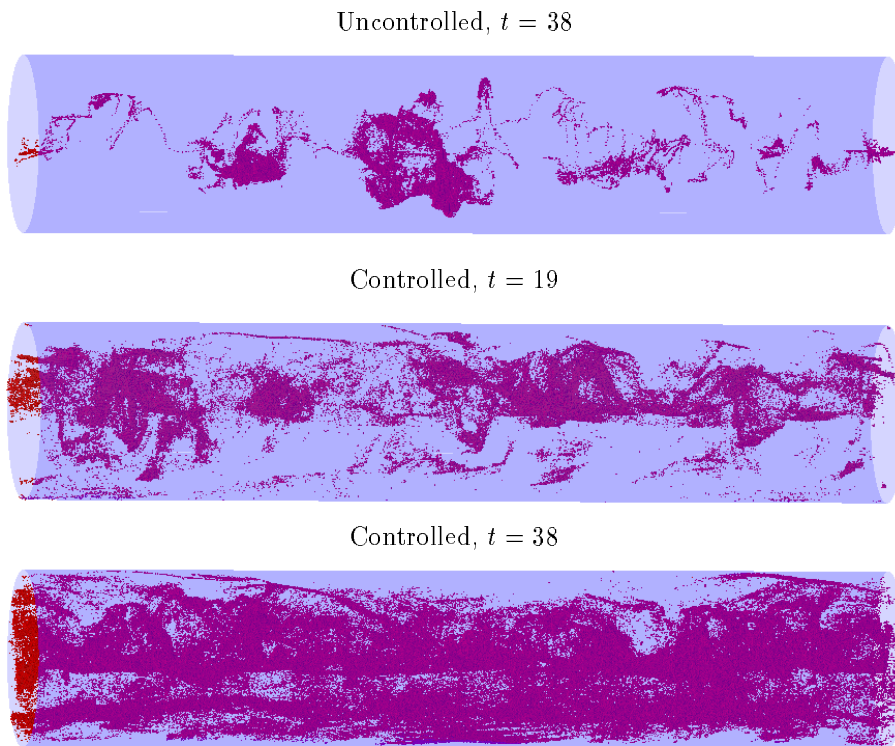 Uncontrolled, t = 38
Controlled, t = 19
Controlled, t = 38